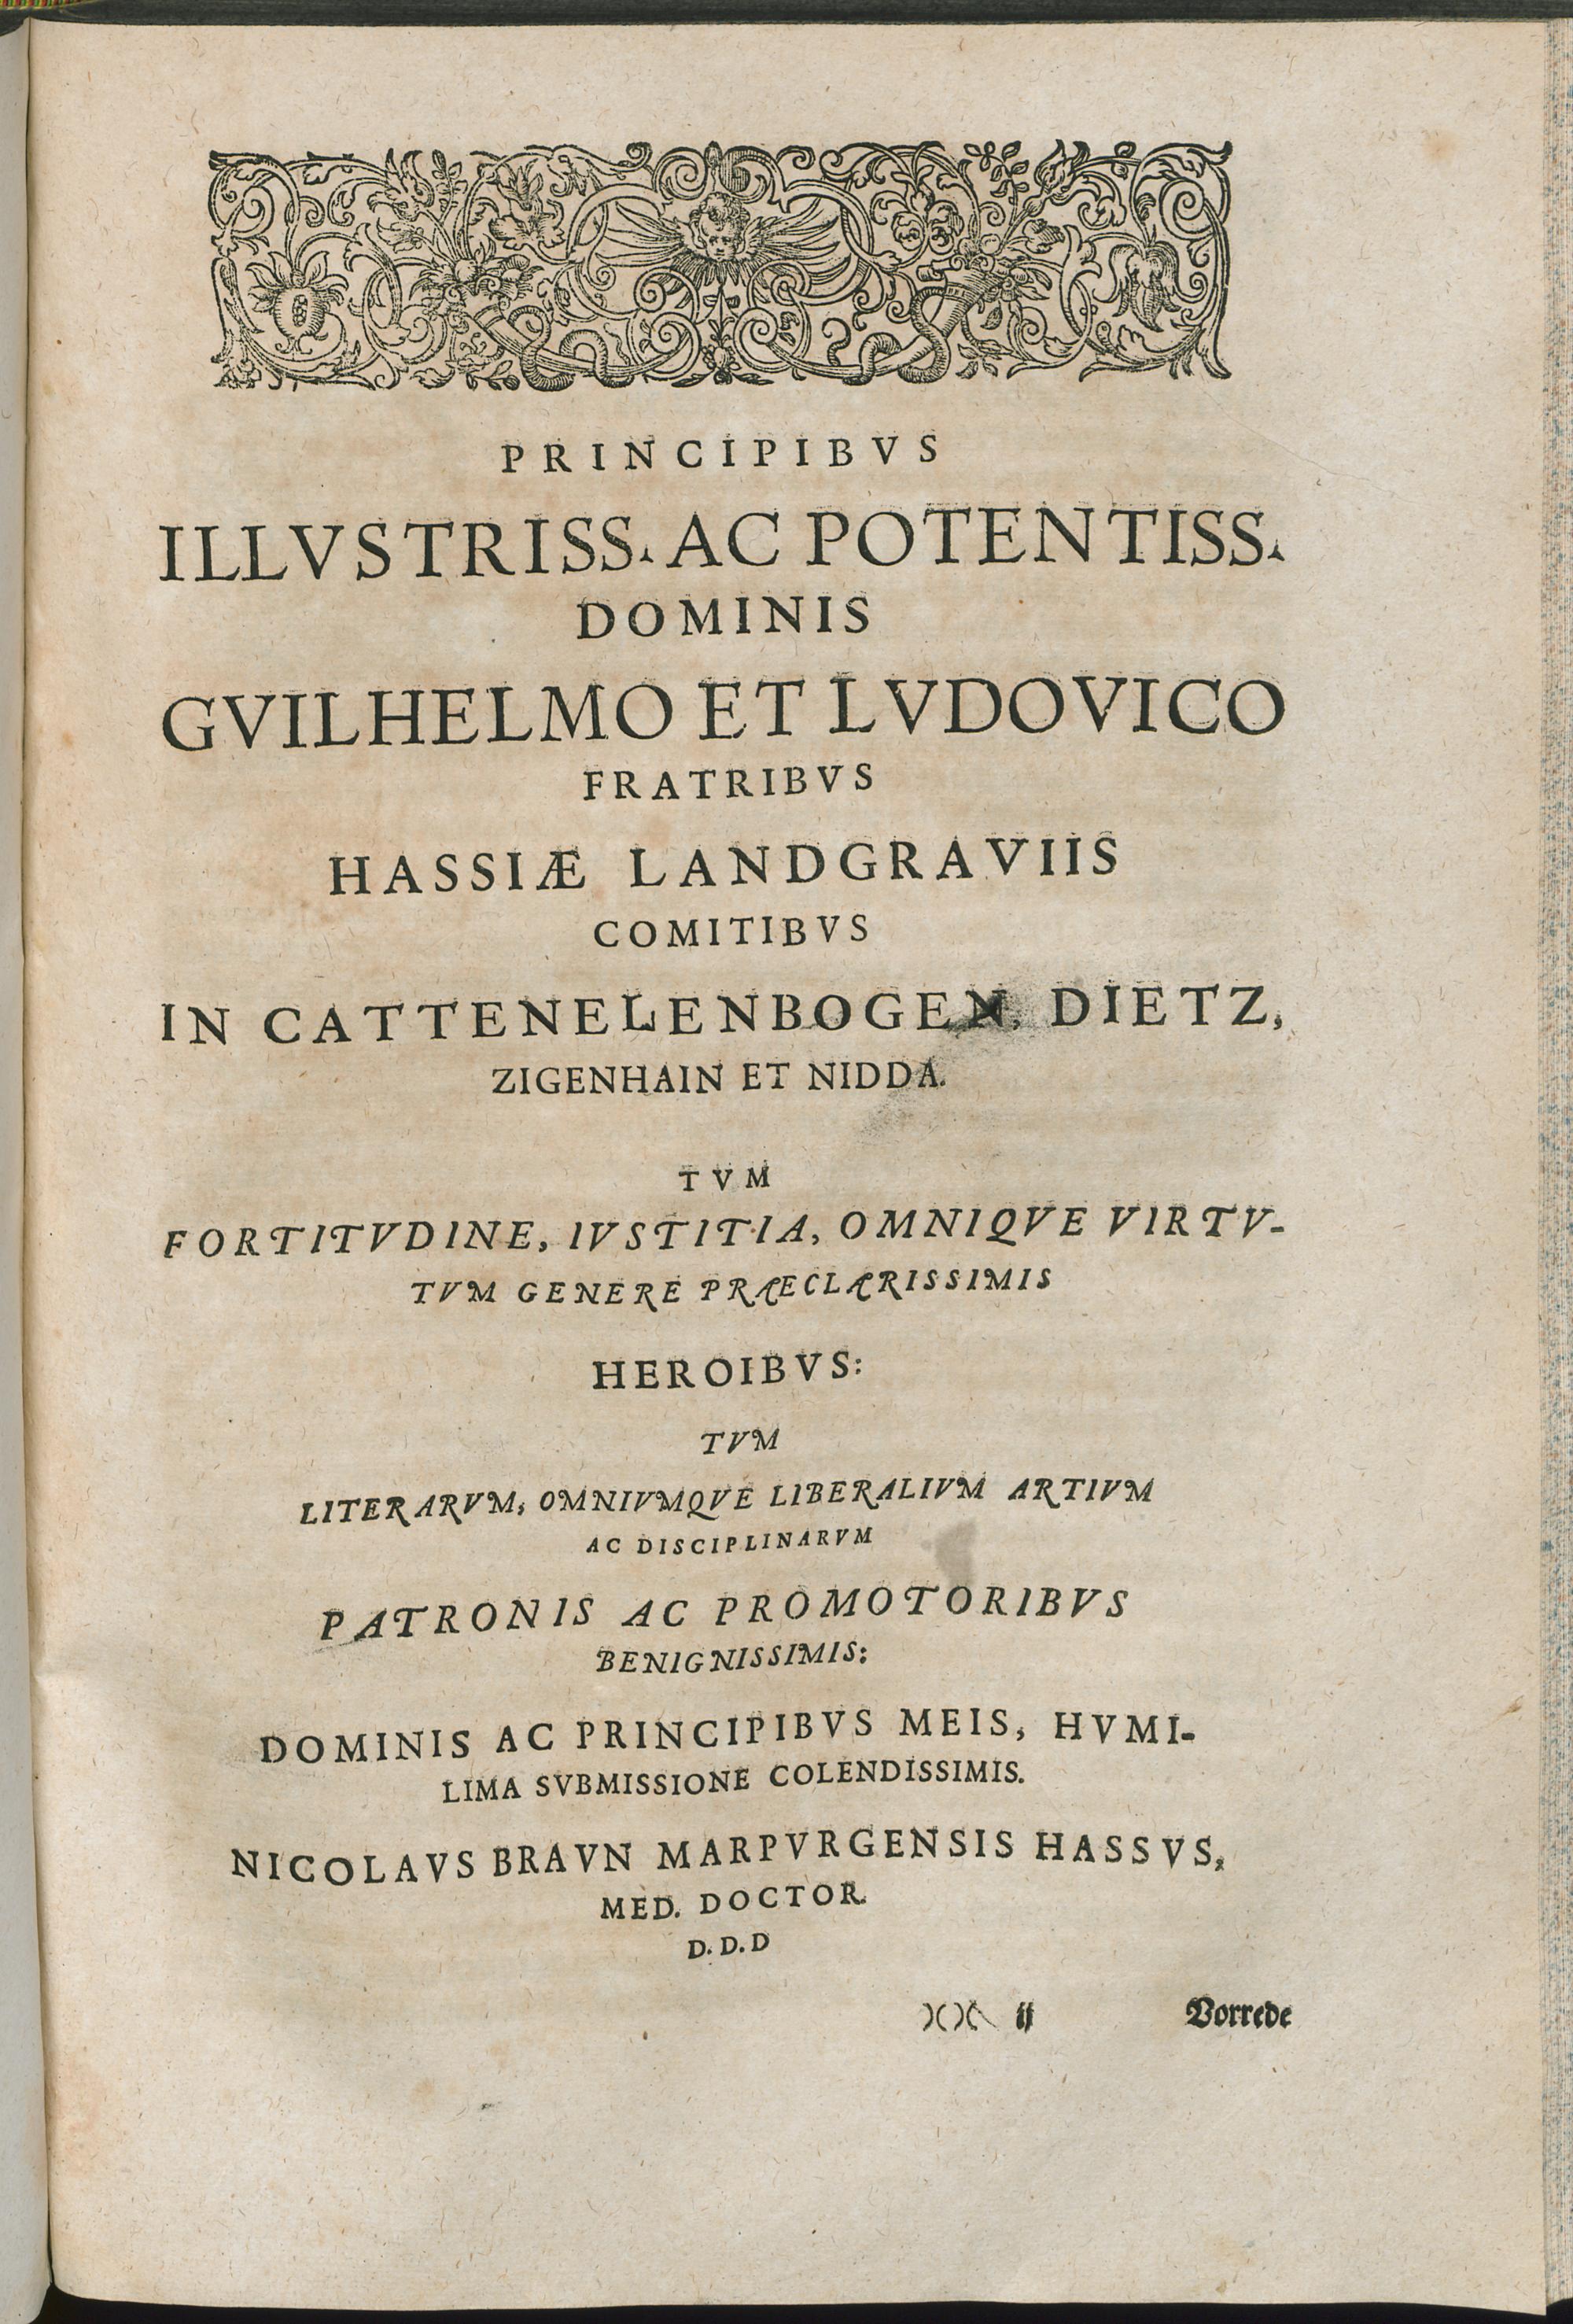 PRINCIPIBVS
ILLVSTRISS. AC POTENTISS.
DOMINIS
GVILHELMO ET LVDOVICO
FRATRIBVS
HASSIÆ LANDGRAVIIS
COMITIBVS
IN CATTENELENBOGEN, DIETZ,
ZIGENHAIN ET NIDDA.
TVM
FORTITVDINE, IVSTITIA, OMNIQVE VIRTV-
TVM GENERE PRAECLARISSIMIS
HEROIBVS:
TVM
LITERARVM, OMNIVMQVE LIBERALIVM ARTIVM
AC DISCIPLINARVM
PATRONIS AC PROMOTORIBVS
BENIGNISSIMIS:
DOMINIS AC PRINCIPIBVS MEIS, HVMI-
LIMA SVBMISSIONE COLENDISSIMIS.
NICOLAVS BRAVN MARPVRGENSIS HASSVS,
MED. DOCTOR.
D. D. D
)()( ij Vorrede